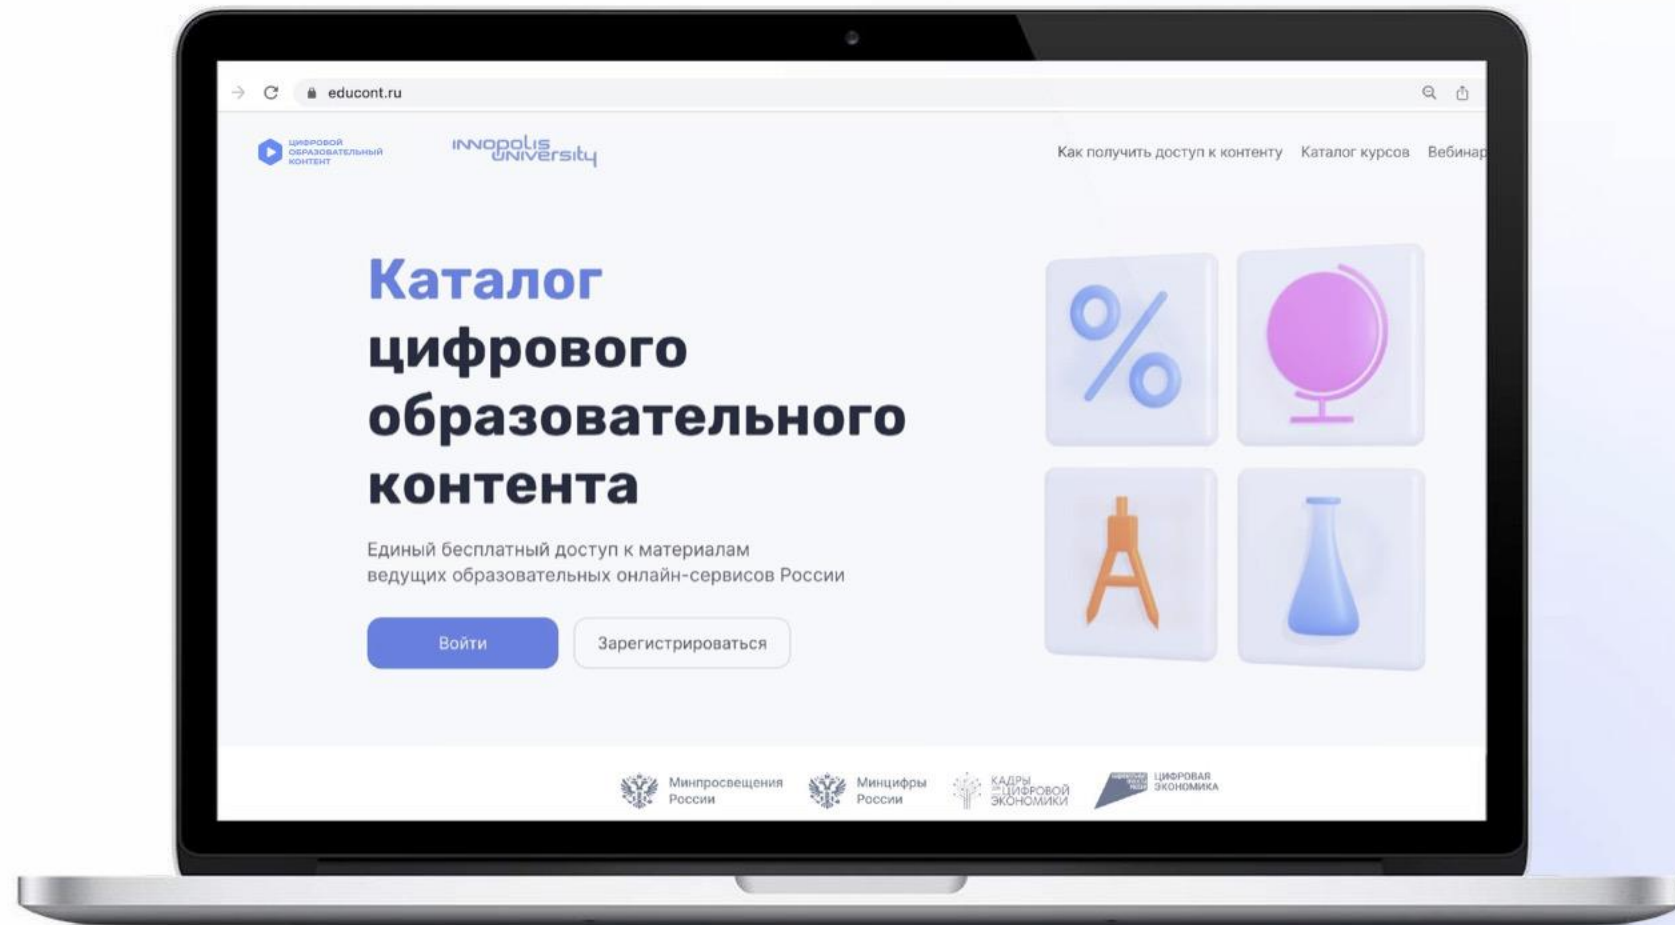 educont.ru
ЦИФРОВОЙ
ОБРАЗОВАТЕЛЬНЫЙ
КОНТЕНТ
INNOPOLIS
UNIVERSITY
Как получить доступ к контенту Каталог курсов Вебинар
Каталог
цифрового
образовательного
контента
Единый бесплатный доступ к материалам
ведущих образовательных онлайн-сервисов России
Войти Зарегистрироваться
Минпросвещения
России
Минцифры
России
КАДРЫ
ЦИФРОВОЙ
ЭКОНОМИКИ
ЦИФРОВАЯ
ЭКОНОМИКА